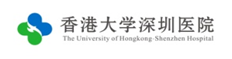 香港大学深圳医院
The University of Hongkong-Shenzhen Hospital